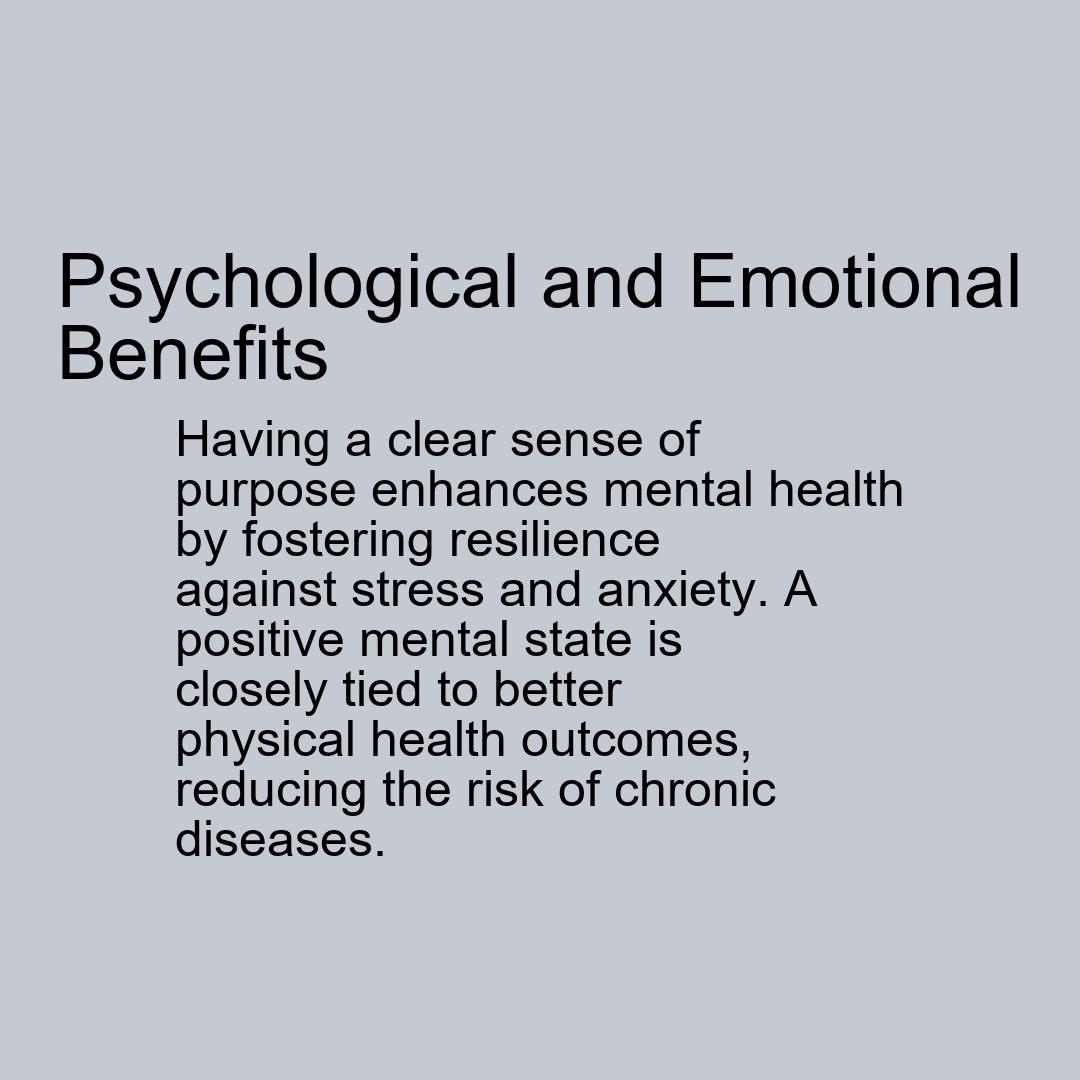 Psychological and Emotional
Benefits
Having a clear sense of
purpose enhances mental health
by fostering resilience
against stress and anxiety. A
positive mental state is
closely tied to better
physical health outcomes,
reducing the risk of chronic
diseases.